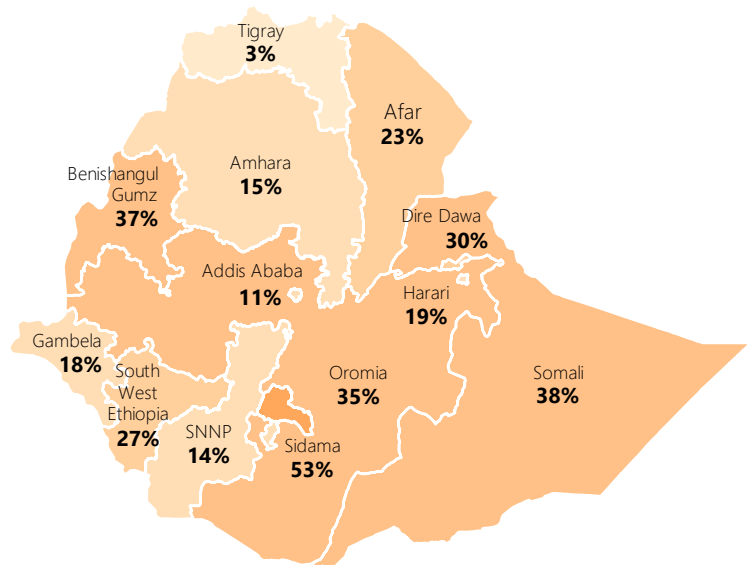 Tigray
3%
Afar
23%
Amhara
15%
Benishangul
Gumz
37%
Dire Dawa
30%
Addis Ababa
11%
Harari
19%
Gambela
18%
South
West
Ethiopia
27%
Oromia
35%
Somali
38%
SNNP
14%
Sidama
53%